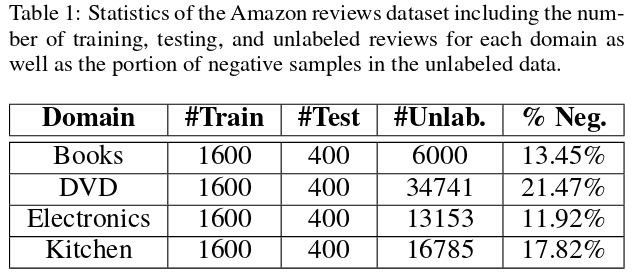 Table 1: Statistics of the Amazon reviews dataset including the num-
ber of training, testing, and unlabeled reviews for each domain as
well as the portion of negative samples in the unlabeled data.
Domain #Train #Test #Unlab. % Neg.
Books 1600 400 6000 13.45%
DVD 1600 400 34741 21.47%
Electronics 1600 400 13153 11.92%
Kitchen 1600 400 16785 17.82%